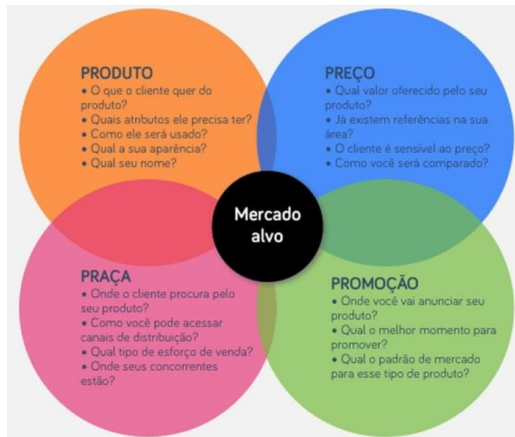 PRODUTO
• O que o cliente quer do
produto?
• Quais atributos ele precisa ter?
• Como ele será usado?
• Qual a sua aparência?
• Qual seu nome?
PREÇO
• Qual valor oferecido pelo seu
produto?
• Já existem referências na sua
área?
• O cliente é sensível ao preço?
• Como você será comparado?
Mercado
alvo
PRAÇA
• Onde o cliente procura pelo
seu produto?
• Como você pode acessar
canais de distribuição?
• Qual tipo de esforço de venda?
• Onde seus concorrentes
estão?
PROMOÇÃO
• Onde você vai anunciar seu
produto?
• Qual o melhor momento para
promover?
• Qual o padrão de mercado
para esse tipo de produto?